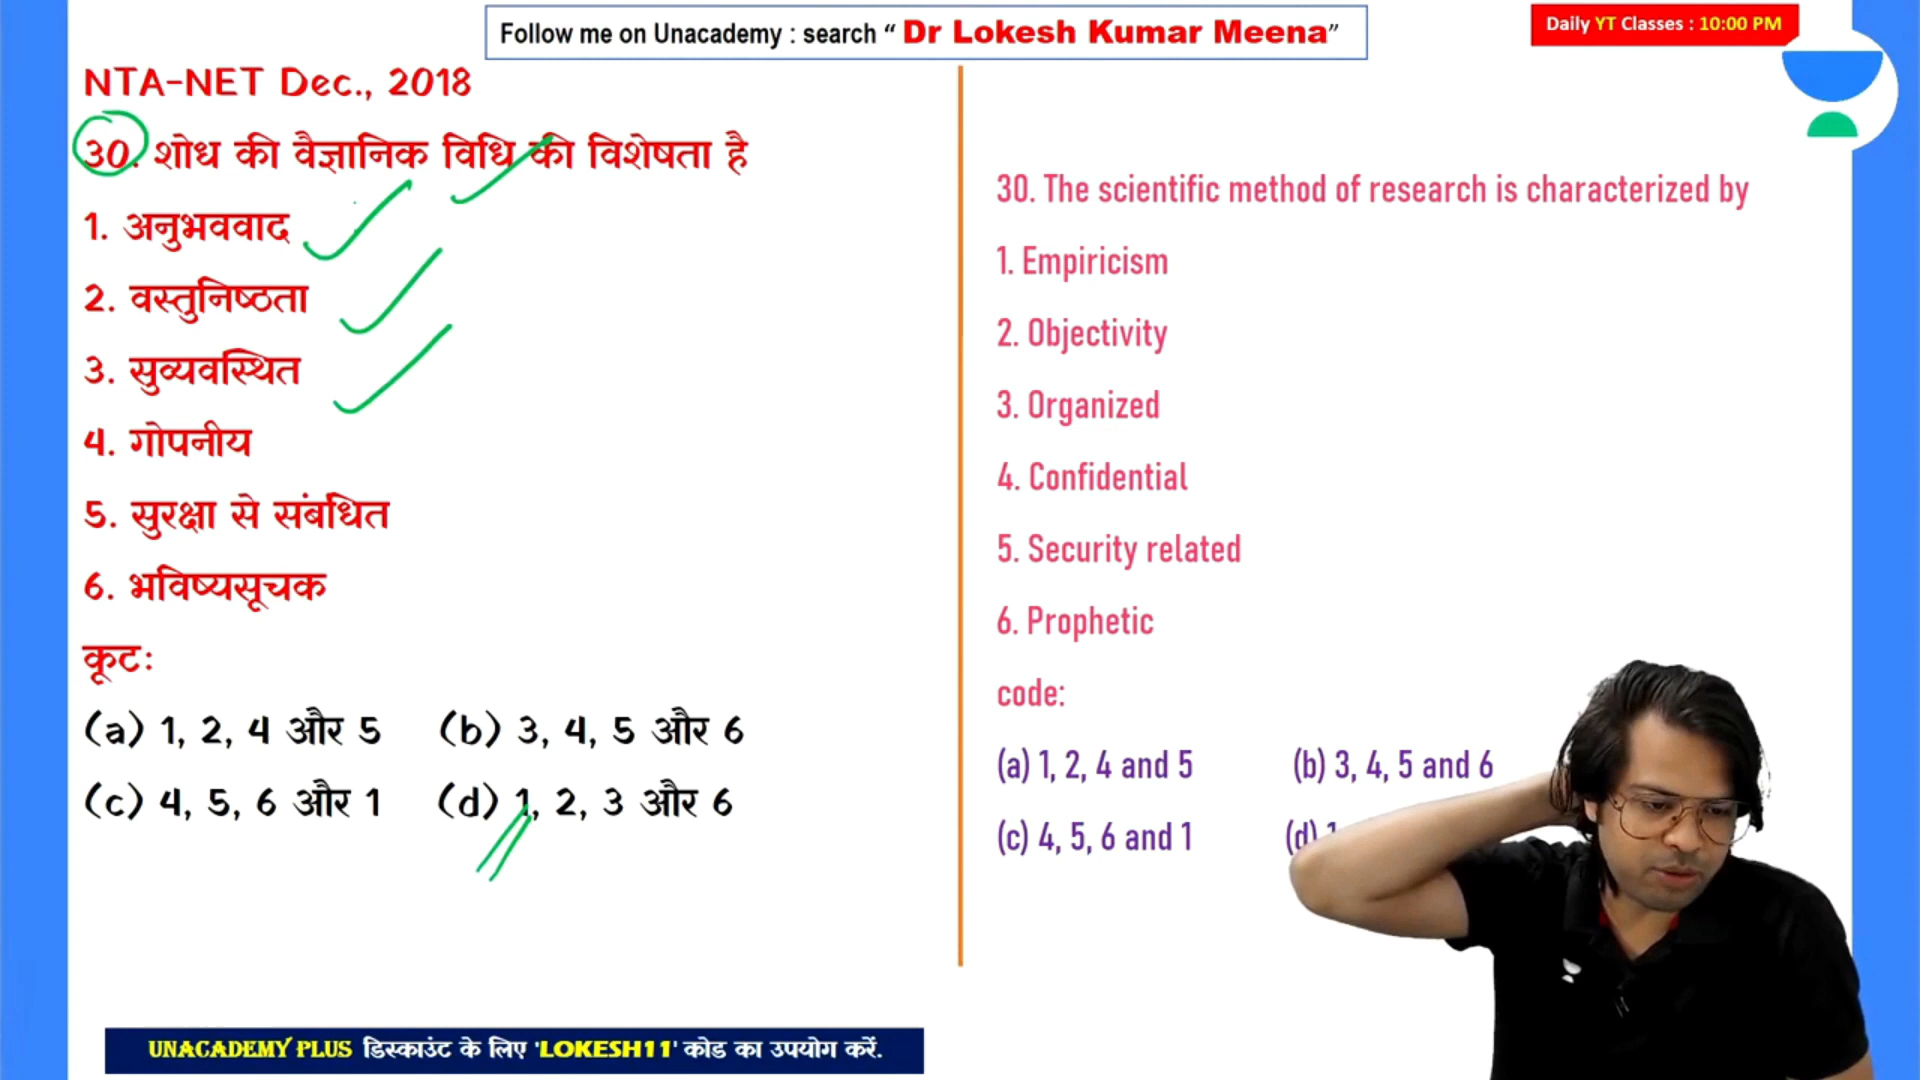 Follow me on Unacademy : search “ Dr Lokesh Kumar Meena”
Daily YT Classes : 10:00 PM
NTA-NET Dec., 2018
30. शोध की वैज्ञानिक विधि की विशेषता है
1. अनुभववाद
2. वस्तुनिष्ठता
3. सुव्यवस्थित
4. गोपनीय
5. सुरक्षा से संबंधित
6. भविष्यसूचक
कूटः
(a) 1, 2, 4 और 5 (b) 3, 4, 5 और 6
(c) 4, 5, 6 और 1 (d) 1, 2, 3 और 6
30. The scientific method of research is characterized by
1. Empiricism
2. Objectivity
3. Organized
4. Confidential
5. Security related
6. Prophetic
code:
(a) 1, 2, 4 and 5 (b) 3, 4, 5 and 6
(c) 4, 5, 6 and 1 (d) 1
UNACADEMY PLUS डिस्काउंट के लिए 'LOKESH11' कोड का उपयोग करें.